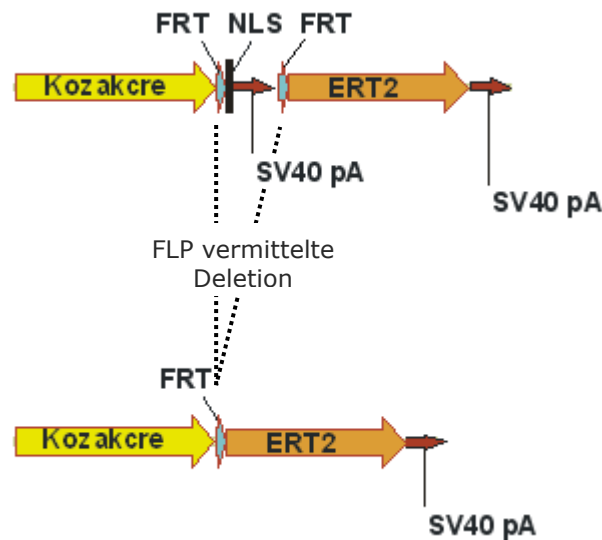 FRT NLS FRT
Kozakcre ERT2
SV40 pA
SV40 pA
FLP vermittelte
Deletion
FRT
Kozakcre ERT2
SV40 pA